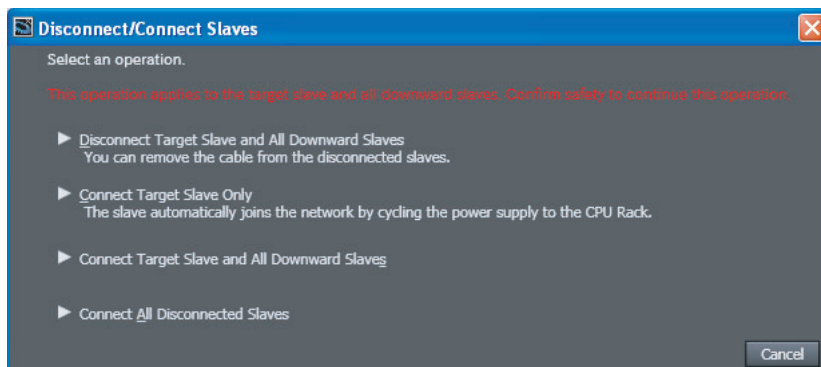 Disconnect/Connect Slaves
Select an operation.
This operation applies to the target slave and all downward slaves. Confirm safety to continue this operation.
Disconnect Target Slave and All Downward Slaves
You can remove the cable from the disconnected slaves.
Connect Target Slave Only
The slave automatically joins the network by cycling the power supply to the CPU Rack.
Connect Target Slave and All Downward Slaves
Connect All Disconnected Slaves
Cancel